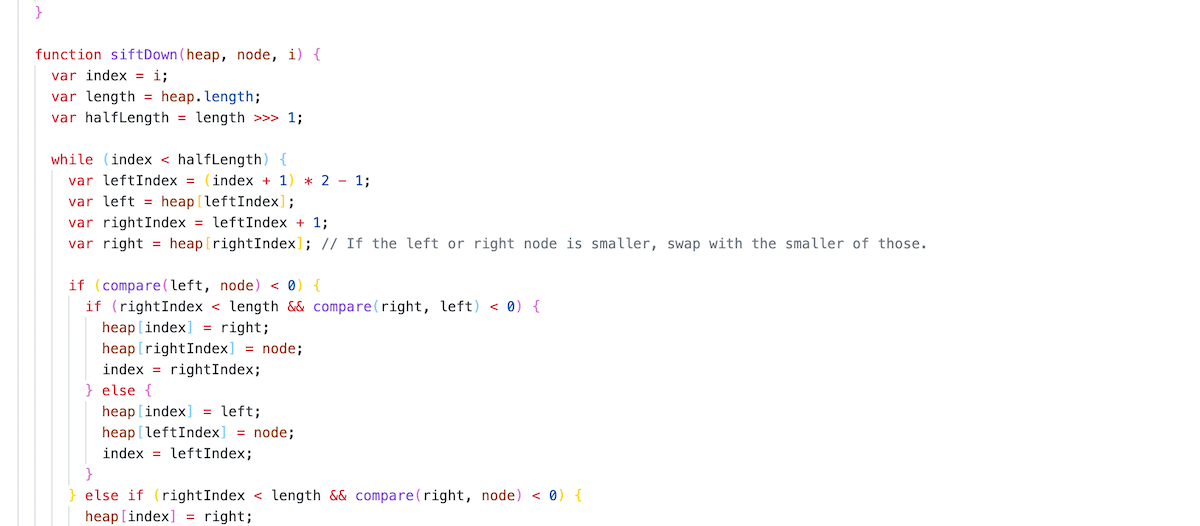 }
function siftDown(heap, node, i) {
var index = i;
var length = heap.length;
var halfLength = length >>> 1;
while (index < halfLength) {
var leftIndex = (index + 1) * 2 - 1;
var left = heap[leftIndex];
var rightIndex = leftIndex + 1;
var right = heap[rightIndex]; // If the left or right node is smaller, swap with the smaller of those.
if (compare(left, node) < 0) {
if (rightIndex < length && compare(right, left) < 0) {
heap[index] = right;
heap[rightIndex] = node;
index = rightIndex;
} else {
heap[index] = left;
heap[leftIndex] = node;
index = leftIndex;
}
} else if (rightIndex < length && compare(right, node) < 0) {
heap[index] = right;